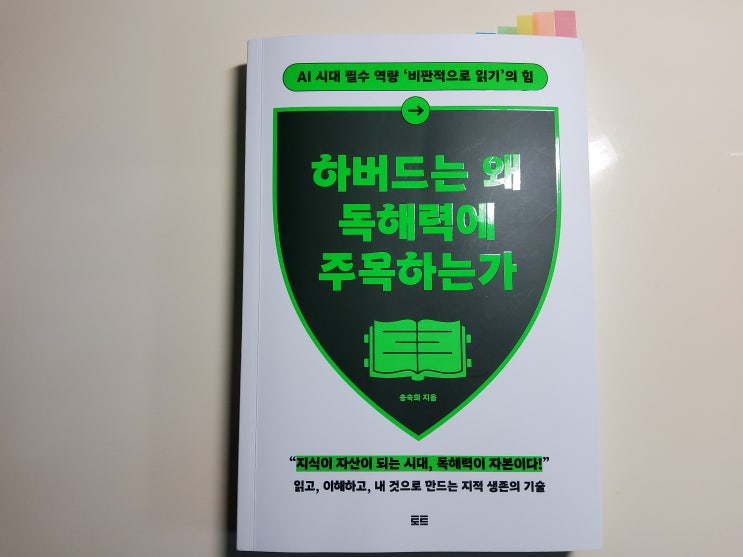 AI 시대 필수 역량 ‘비판적으로 읽기’의 힘
하버드는 왜
독해력에
주목하는가
송숙희 지음
“지식이 자산이 되는 시대, 독해력이 자본이다!”
읽고, 이해하고, 내 것으로 만드는 지적 생존의 기술
토트